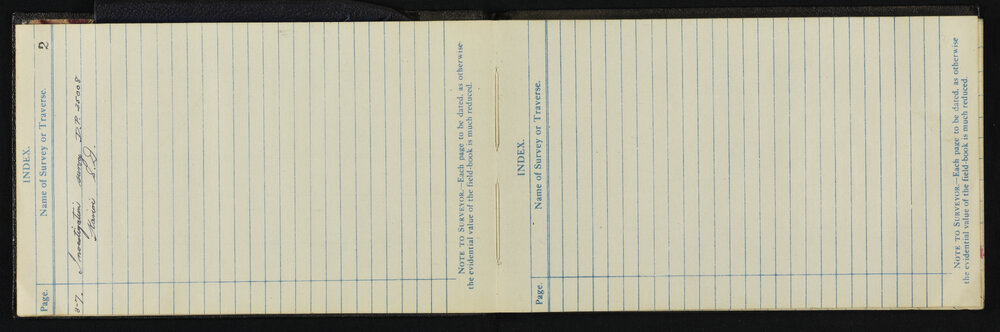 INDEX.
2
Page. Name of Survey or Traverse.
Investigation survey D.P. 25008
S.D.
NOTE TO SURVEYOR.—Each page to be dated, as otherwise
the evidential value of the field-book is much reduced.
INDEX.
Page. Name of Survey or Traverse.
NOTE TO SURVEYOR.—Each page to be dated, as otherwise
the evidential value of the field-book is much reduced.